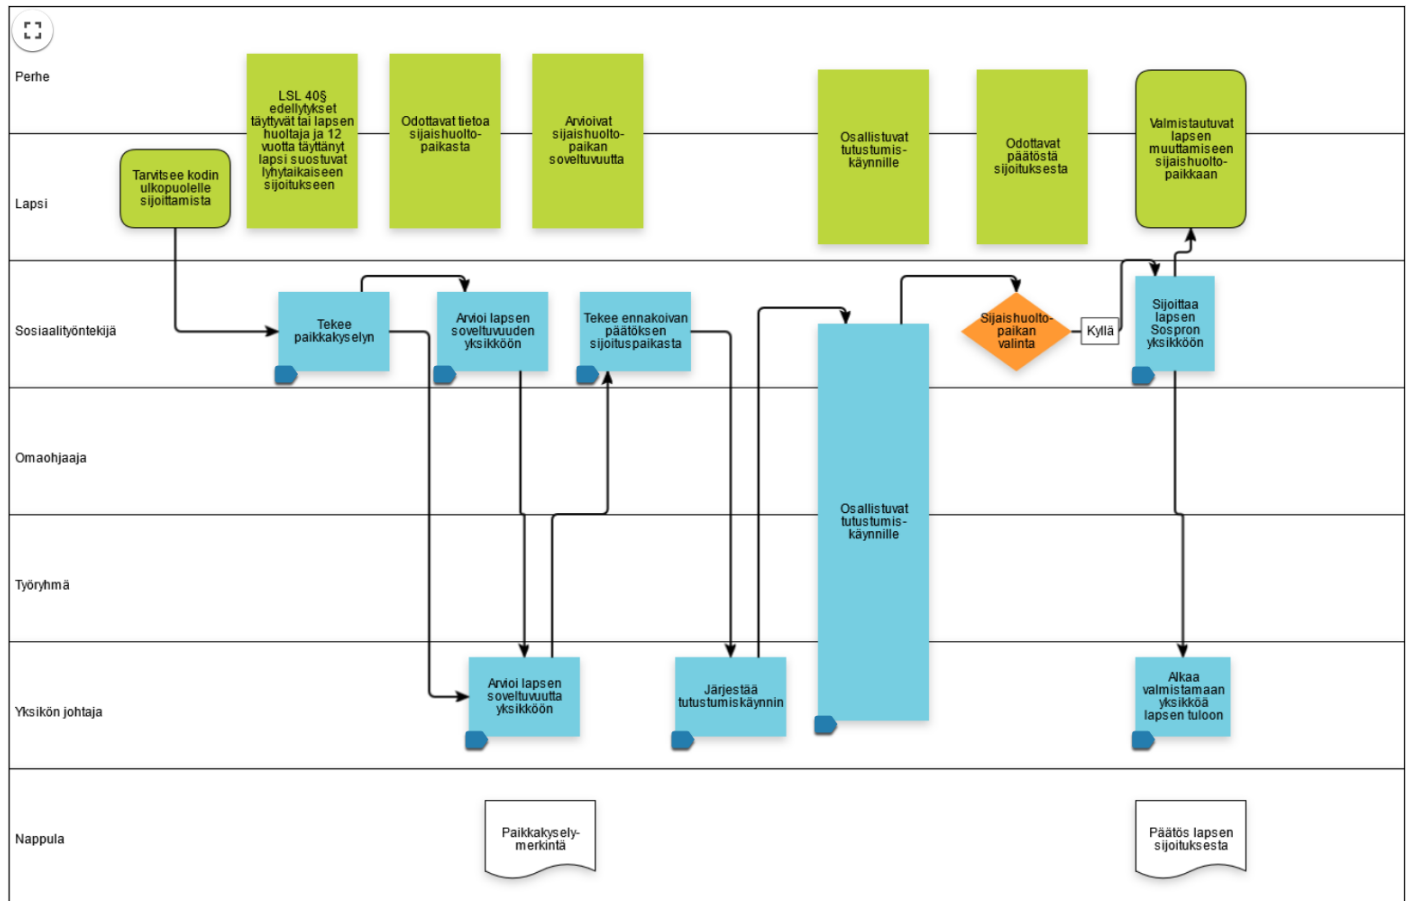 Perhe
LSL 40§
edellytykset
täyttyvät tai lapsen
huoltaja ja 12
vuotta täyttänyt
lapsi suostuvat
lyhytaikaiseen
sijoitukseen
Odottavat tietoa
sijaishuolto-
paikasta
Arvioivat
sijaishuolto-
paikan
soveltuvuutta
Osallistuvat
tutustumis-
käynnille
Odottavat
päätöstä
sijoituksesta
Valmistautuvat
lapsen
muuttamiseen
sijaishuolto-
paikkaan
Lapsi
Tarvitsee kodin
ulkopuolelle
sijoittamista
Sosiaalityöntekijä
Tekee
paikkakyselyn
Arvioi lapsen
soveltuvuuden
yksikköön
Tekee ennakoivan
päätöksen
sijoituspaikasta
Sijaishuolto-
paikan
valinta
Kyllä
Sijoittaa
lapsen
Sospron
yksikköön
Omaohjaaja
Osallistuvat
tutustumis-
käynnille
Työryhmä
Yksikön johtaja
Arvioi lapsen
soveltuvuutta
yksikköön
Järjestää
tutustumiskäynnin
Alkaa
valmistamaan
yksikköä
lapsen tuloon
Nappula
Paikkakysely-
merkintä
Päätös lapsen
sijoituksesta